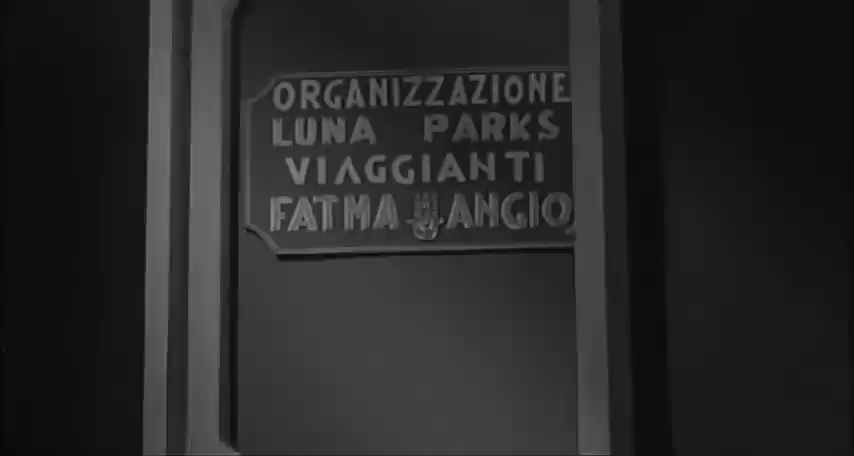 ORGANIZZAZIONE
LUNA PARKS
VIAGGIANTI
FATMA ANGIO